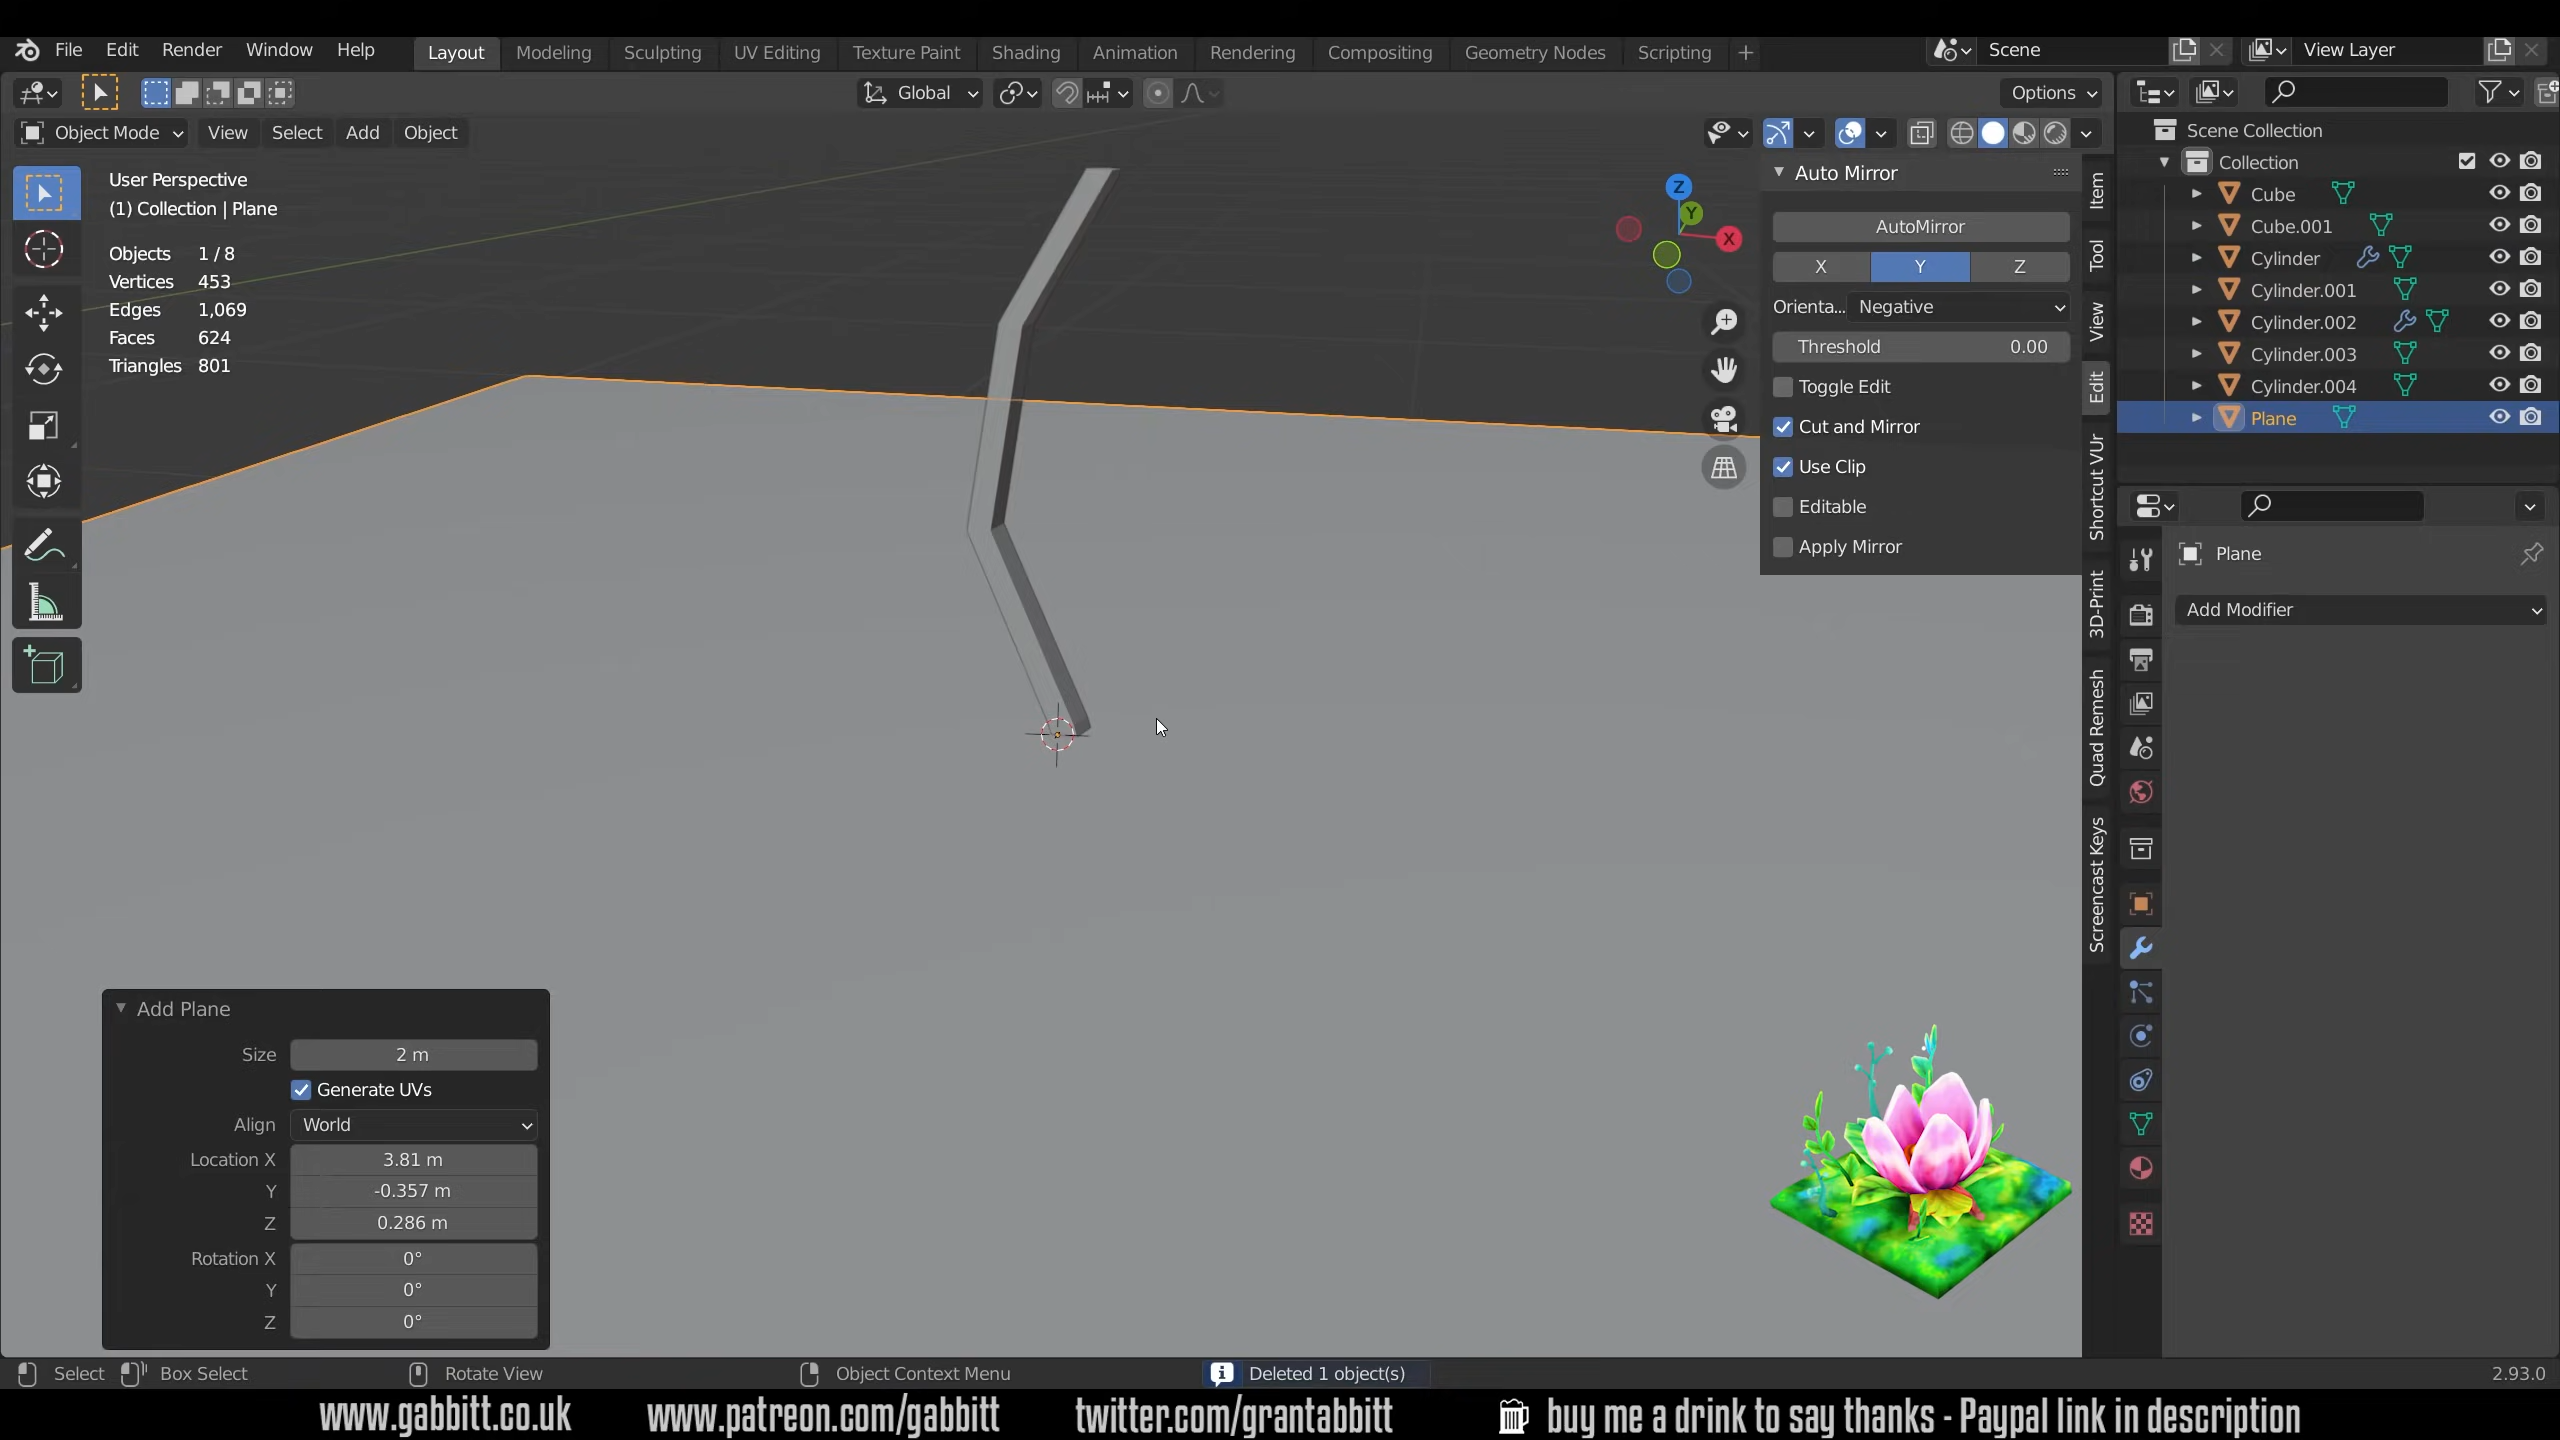 File Edit Render Window Help Layout Modeling Sculpting UV Editing Texture Paint Shading Animation Rendering Compositing Geometry Nodes Scripting + Scene View Layer
Global Options
Object Mode View Select Add Object
User Perspective
(1) Collection | Plane
Objects 1 / 8
Vertices 453
Edges 1,069
Faces 624
Triangles 801
Z
Y
X
Auto Mirror
AutoMirror
X Y Z
Orienta... Negative
Threshold 0.00
Toggle Edit
Cut and Mirror
Use Clip
Editable
Apply Mirror
Item
Tool
View
Edit
Shortcut VUr
3D-Print
Quad Remesh
Screencast Keys
Scene Collection
Collection
Cube
Cube.001
Cylinder
Cylinder.001
Cylinder.002
Cylinder.003
Cylinder.004
Plane
Plane
Add Modifier
Add Plane
Size 2 m
Generate UVs
Align World
Location X 3.81 m
Y -0.357 m
Z 0.286 m
Rotation X 0°
Y 0°
Z 0°
Select Box Select Rotate View Object Context Menu Deleted 1 object(s) 2.93.0
www.gabbitt.co.uk www.patreon.com/gabbitt twitter.com/grantabbitt buy me a drink to say thanks - Paypal link in description